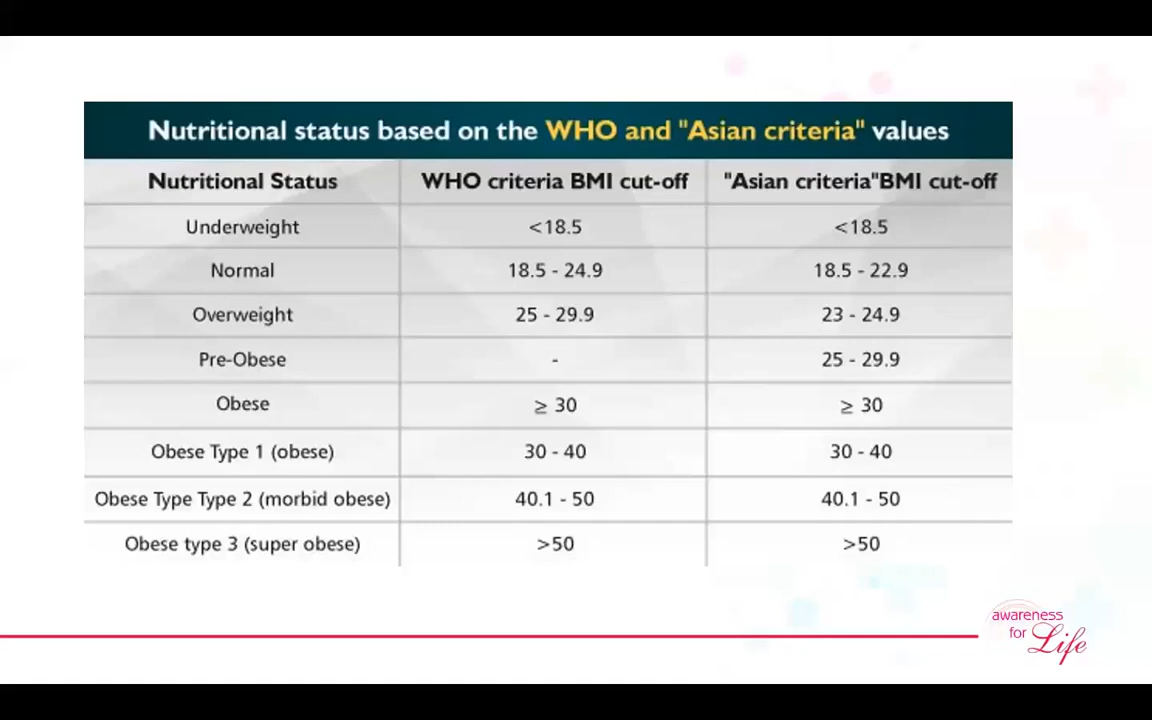 Nutritional status based on the WHO and "Asian criteria" values
Nutritional Status WHO criteria BMI cut-off "Asian criteria"BMI cut-off
Underweight <18.5 <18.5
Normal 18.5 - 24.9 18.5 - 22.9
Overweight 25 - 29.9 23 - 24.9
Pre-Obese - 25 - 29.9
Obese ≥ 30 ≥ 30
Obese Type 1 (obese) 30 - 40 30 - 40
Obese Type Type 2 (morbid obese) 40.1 - 50 40.1 - 50
Obese type 3 (super obese) >50 >50
awareness
for Life